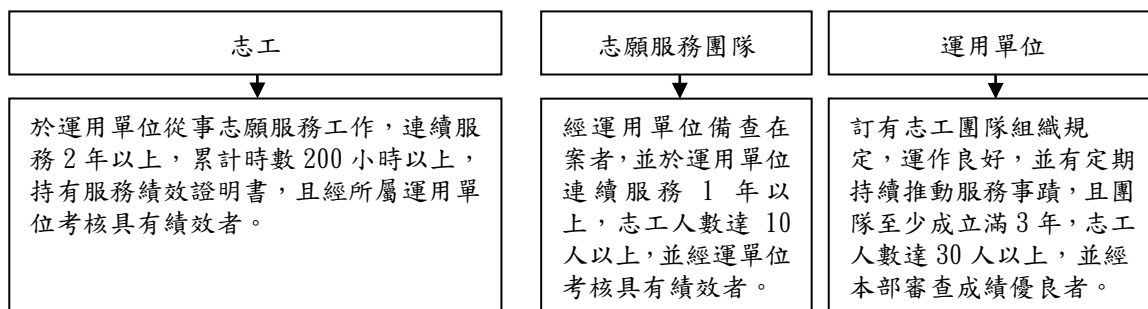 志工
於運用單位從事志願服務工作，連續服
務 2 年以上，累計時數 200 小時以上，
持有服務績效證明書，且經所屬運用單
位考核具有績效者。
志願服務團隊
經運用單位備查在
案者，並於運用單位
連續服務 1 年以
上，志工人數達 10
人以上，並經運單位
考核具有績效者。
運用單位
訂有志工團隊組織規
定，運作良好，並有定期
持續推動服務事蹟，且團
隊至少成立滿 3 年，志工
人數達 30 人以上，並經
本部審查成績優良者。